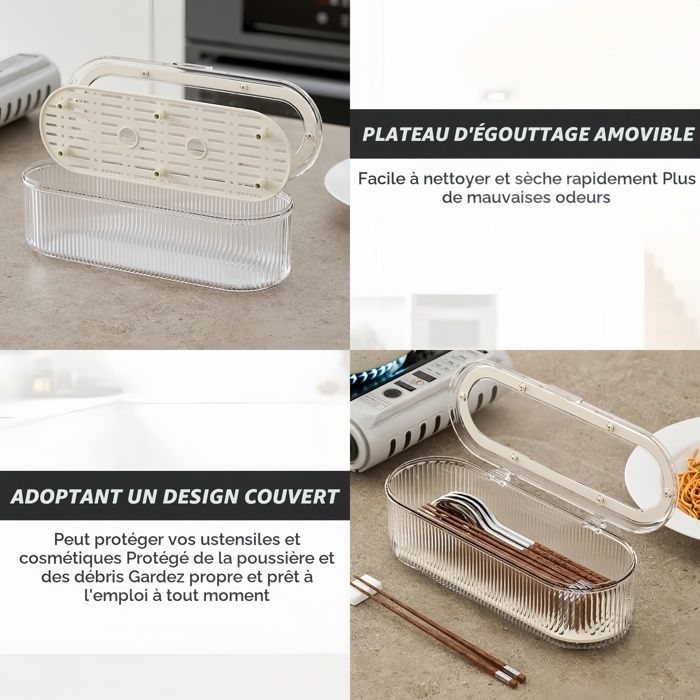 PLATEAU D'ÉGOUTTAGE AMOVIBLE
Facile à nettoyer et sèche rapidement Plus
de mauvaises odeurs
ADOPTANT UN DESIGN COUVERT
Peut protéger vos ustensiles et
cosmétiques Protégé de la poussière et
des débris Gardez propre et prêt à
l'emploi à tout moment